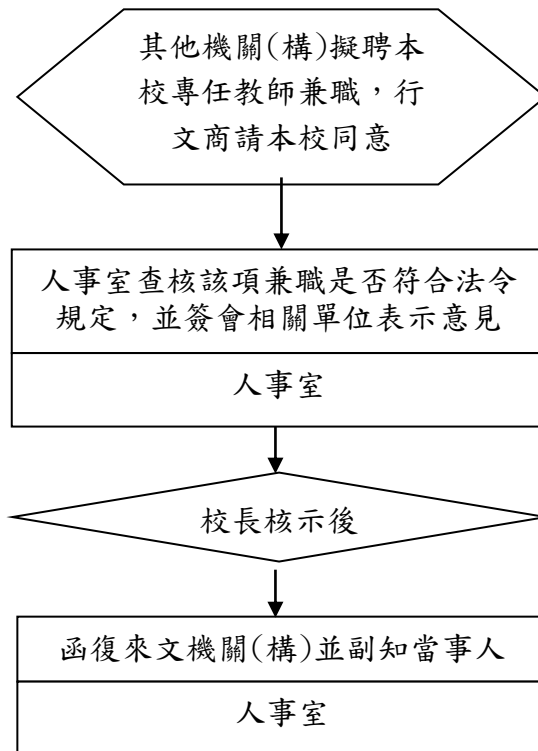 其他機關(構)擬聘本
校專任教師兼職，行
文商請本校同意
人事室查核該項兼職是否符合法令
規定，並簽會相關單位表示意見
人事室
校長核示後
函復來文機關(構)並副知當事人
人事室